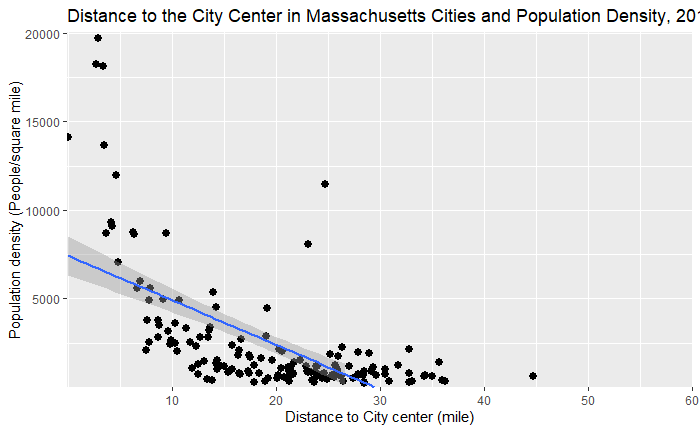 Distance to the City Center in Massachusetts Cities and Population Density,
20000
15000
10000
5000
Population density (People/square mile)
10 20 30 40 50 60
Distance to City center (mile)